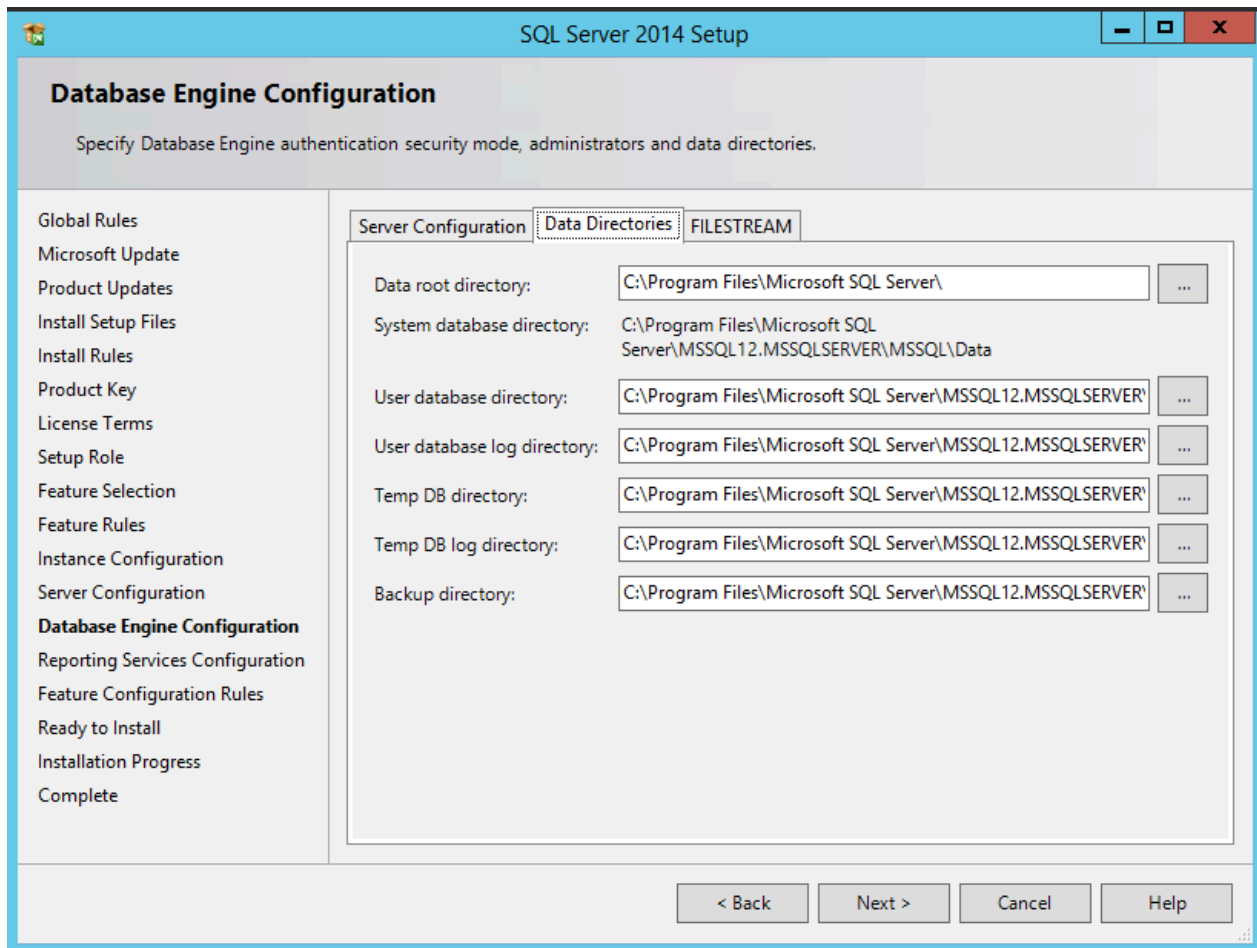 SQL Server 2014 Setup
Database Engine Configuration
Specify Database Engine authentication security mode, administrators and data directories.
Global Rules
Microsoft Update
Product Updates
Install Setup Files
Install Rules
Product Key
License Terms
Setup Role
Feature Selection
Feature Rules
Instance Configuration
Server Configuration
Database Engine Configuration
Reporting Services Configuration
Feature Configuration Rules
Ready to Install
Installation Progress
Complete
Server Configuration Data Directories FILESTREAM
Data root directory: C:\Program Files\Microsoft SQL Server\ ...
System database directory: C:\Program Files\Microsoft SQL
Server\MSSQL12.MSSQLSERVER\MSSQL\Data
User database directory: C:\Program Files\Microsoft SQL Server\MSSQL12.MSSQLSERVER\ ...
User database log directory: C:\Program Files\Microsoft SQL Server\MSSQL12.MSSQLSERVER\ ...
Temp DB directory: C:\Program Files\Microsoft SQL Server\MSSQL12.MSSQLSERVER\ ...
Temp DB log directory: C:\Program Files\Microsoft SQL Server\MSSQL12.MSSQLSERVER\ ...
Backup directory: C:\Program Files\Microsoft SQL Server\MSSQL12.MSSQLSERVER\ ...
< Back Next > Cancel Help